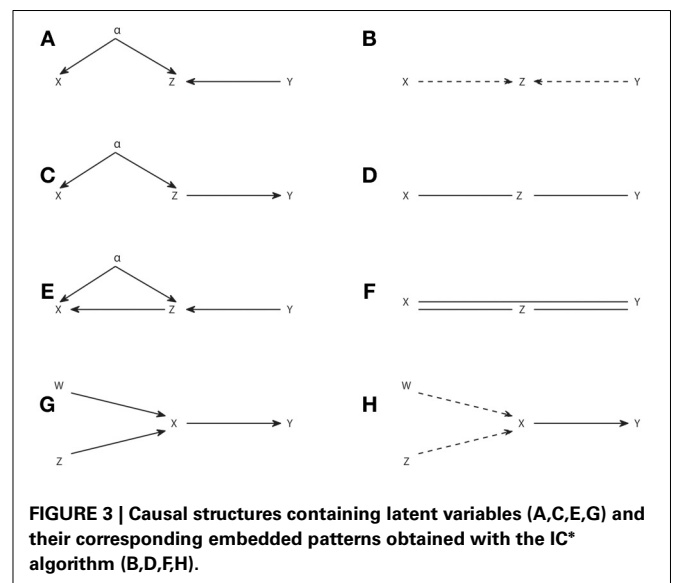 A α X Z Y
B X Z Y
C α X Z Y
D X Z Y
E α X Z Y
F X Z Y
G W X Y Z
H W X Y Z
FIGURE 3 | Causal structures containing latent variables (A,C,E,G) and
their corresponding embedded patterns obtained with the IC*
algorithm (B,D,F,H).